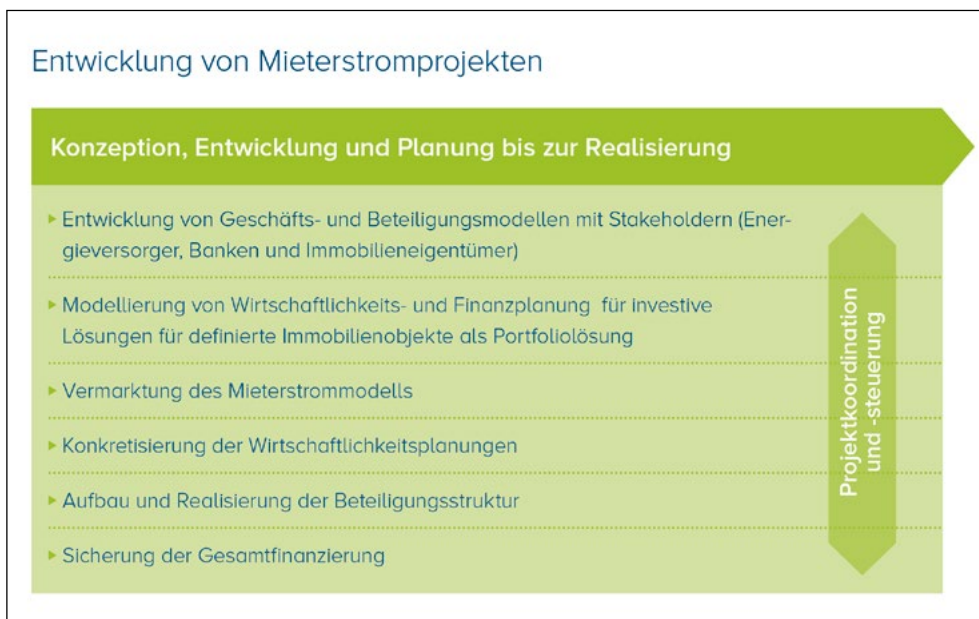 Entwicklung von Mieterstromprojekten
Konzeption, Entwicklung und Planung bis zur Realisierung
Entwicklung von Geschäfts- und Beteiligungsmodellen mit Stakeholdern (Ener-
gieversorger, Banken und Immobilieneigentümer)
Modellierung von Wirtschaftlichkeits- und Finanzplanung für investive
Lösungen für definierte Immobilienobjekte als Portfoliolösung
Vermarktung des Mieterstrommodells
Konkretisierung der Wirtschaftlichkeitsplanungen
Aufbau und Realisierung der Beteiligungsstruktur
Sicherung der Gesamtfinanzierung
Projektkoordination
und -steuerung